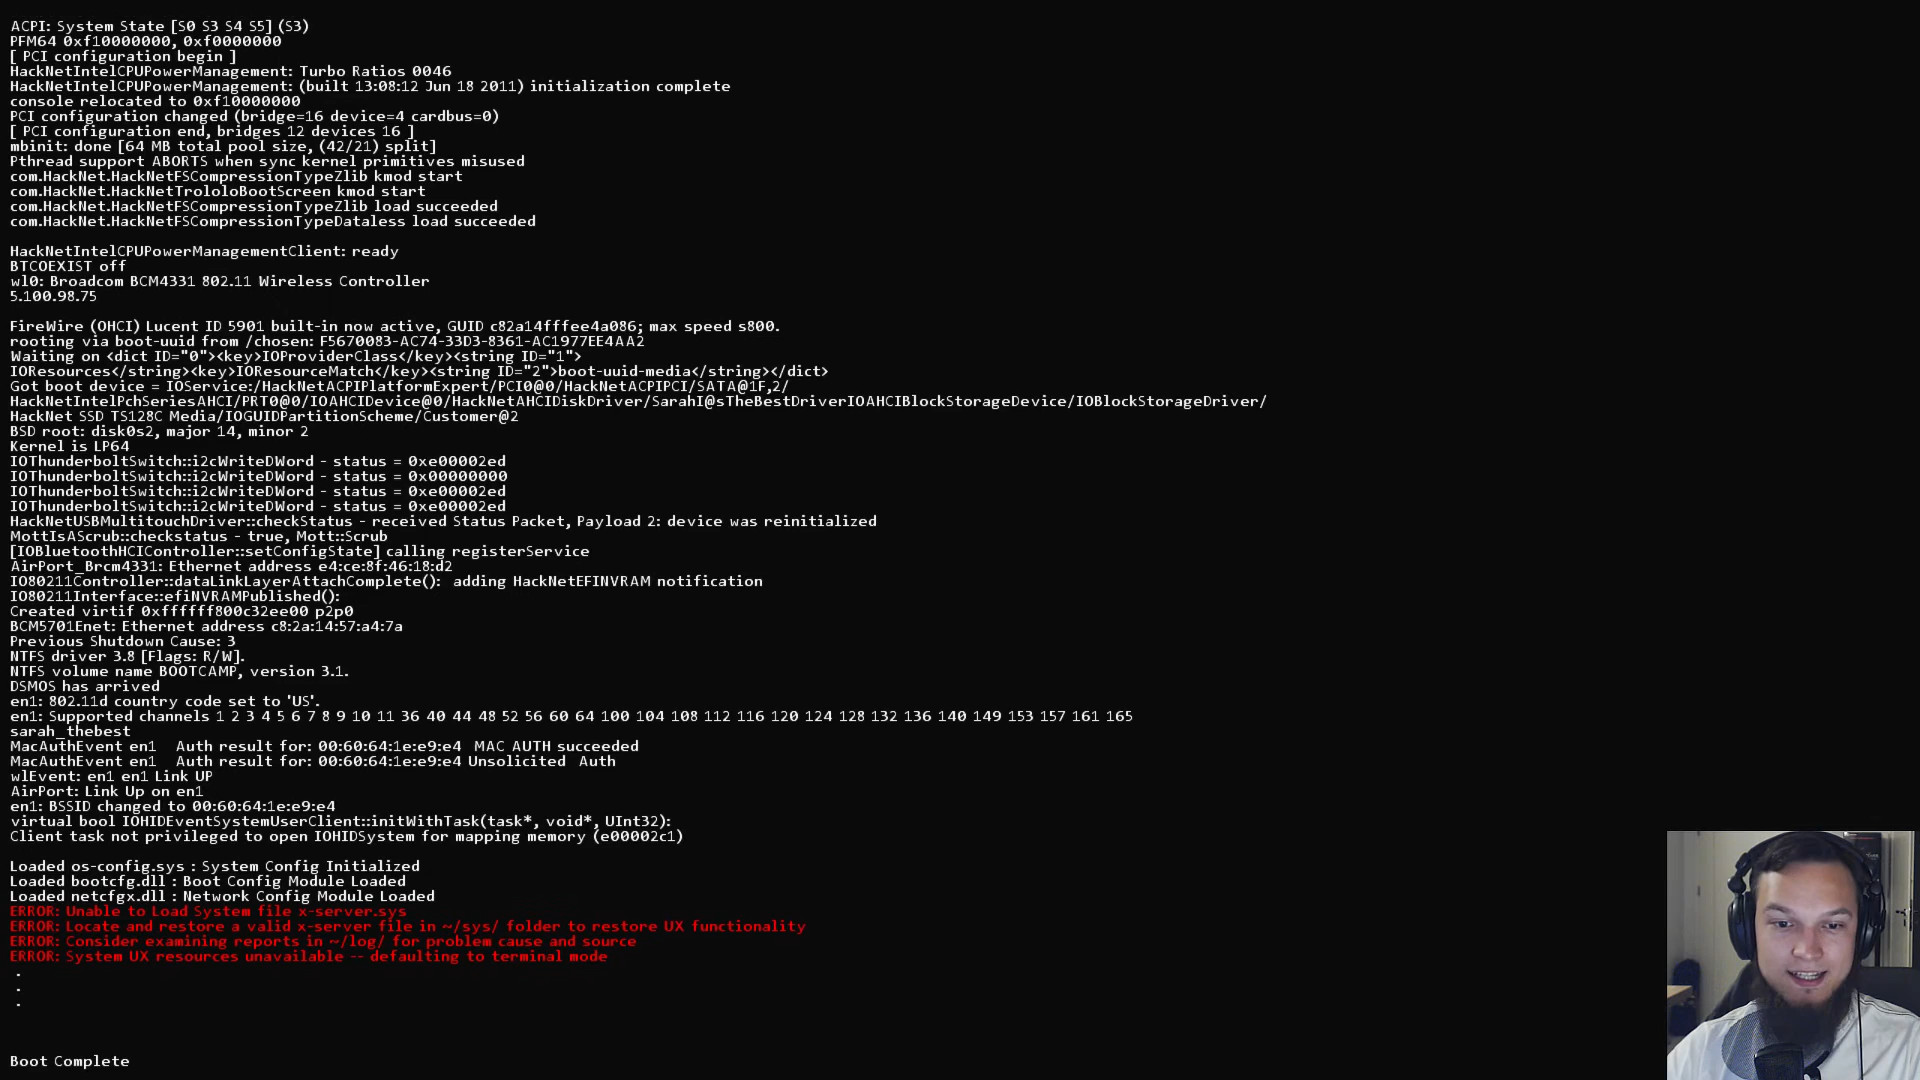 ACPI: System State [S0 S3 S4 S5] (S3)
PFM64 0xf10000000, 0xf0000000
[ PCI configuration begin ]
HackNetIntelCPUPowerManagement: Turbo Ratios 0046
HackNetIntelCPUPowerManagement: (built 13:08:12 Jun 18 2011) initialization complete
console relocated to 0xf10000000
PCI configuration changed (bridge=16 device=4 cardbus=0)
[ PCI configuration end, bridges 12 devices 16 ]
mbinit: done [64 MB total pool size, (42/21) split]
Pthread support ABORTS when sync kernel primitives misused
com.HackNet.HackNetFSCompressionTypeZlib kmod start
com.HackNet.HackNetTrololoBootScreen kmod start
com.HackNet.HackNetFSCompressionTypeZlib load succeeded
com.HackNet.HackNetFSCompressionTypeDataless load succeeded
HackNetIntelCPUPowerManagementClient: ready
BTCOEXIST off
wl0: Broadcom BCM4331 802.11 Wireless Controller
5.100.98.75
FireWire (OHCI) Lucent ID 5901 built-in now active, GUID c82a14fffee4a086; max speed s800.
rooting via boot-uuid from /chosen: F5670083-AC74-33D3-8361-AC1977EE4AA2
Waiting on <dict ID="0"><key>IOProviderClass</key><string ID="1">
IOResources</string><key>IOResourceMatch</key><string ID="2">boot-uuid-media</string></dict>
Got boot device = IOService:/HackNetACPIPlatformExpert/PCI0@0/HackNetACPIPCI/SATA@1F,2/
HackNetIntelPchSeriesAHCI/PRT0@0/IOAHCIDevice@0/HackNetAHCIDiskDriver/SarahI@sTheBestDriverIOAHCIBlockStorageDevice/IOBlockStorageDriver/
HackNet SSD TS128C Media/IOGUIDPartitionScheme/Customer@2
BSD root: disk0s2, major 14, minor 2
Kernel is LP64
IOThunderboltSwitch::i2cWriteDWord - status = 0xe00002ed
IOThunderboltSwitch::i2cWriteDWord - status = 0x00000000
IOThunderboltSwitch::i2cWriteDWord - status = 0xe00002ed
IOThunderboltSwitch::i2cWriteDWord - status = 0xe00002ed
HackNetUSBMultitouchDriver::checkStatus - received Status Packet, Payload 2: device was reinitialized
MottIsAScrub::checkstatus - true, Mott::Scrub
[IOBluetoothHCIController::setConfigState] calling registerService
AirPort_Brcm4331: Ethernet address e4:ce:8f:46:18:d2
IO80211Controller::dataLinkLayerAttachComplete():  adding HackNetEFINVRAM notification
IO80211Interface::efiNVRAMPublished():
Created virtif 0xffffff800c32ee00 p2p0
BCM5701Enet: Ethernet address c8:2a:14:57:a4:7a
Previous Shutdown Cause: 3
NTFS driver 3.8 [Flags: R/W].
NTFS volume name BOOTCAMP, version 3.1.
DSMOS has arrived
en1: 802.11d country code set to 'US'.
en1: Supported channels 1 2 3 4 5 6 7 8 9 10 11 36 40 44 48 52 56 60 64 100 104 108 112 116 120 124 128 132 136 140 149 153 157 161 165
sarah_thebest
MacAuthEvent en1   Auth result for: 00:60:64:1e:e9:e4  MAC AUTH succeeded
MacAuthEvent en1   Auth result for: 00:60:64:1e:e9:e4 Unsolicited  Auth
wlEvent: en1 en1 Link UP
AirPort: Link Up on en1
en1: BSSID changed to 00:60:64:1e:e9:e4
virtual bool IOHIDEventSystemUserClient::initWithTask(task*, void*, UInt32):
Client task not privileged to open IOHIDSystem for mapping memory (e00002c1)
Loaded os-config.sys : System Config Initialized
Loaded bootcfg.dll : Boot Config Module Loaded
Loaded netcfgx.dll : Network Config Module Loaded
ERROR: Unable to Load System file x-server.sys
ERROR: Locate and restore a valid x-server file in ~/sys/ folder to restore UX functionality
ERROR: Consider examining reports in ~/log/ for problem cause and source
ERROR: System UX resources unavailable -- defaulting to terminal mode
.
.
.
Boot Complete